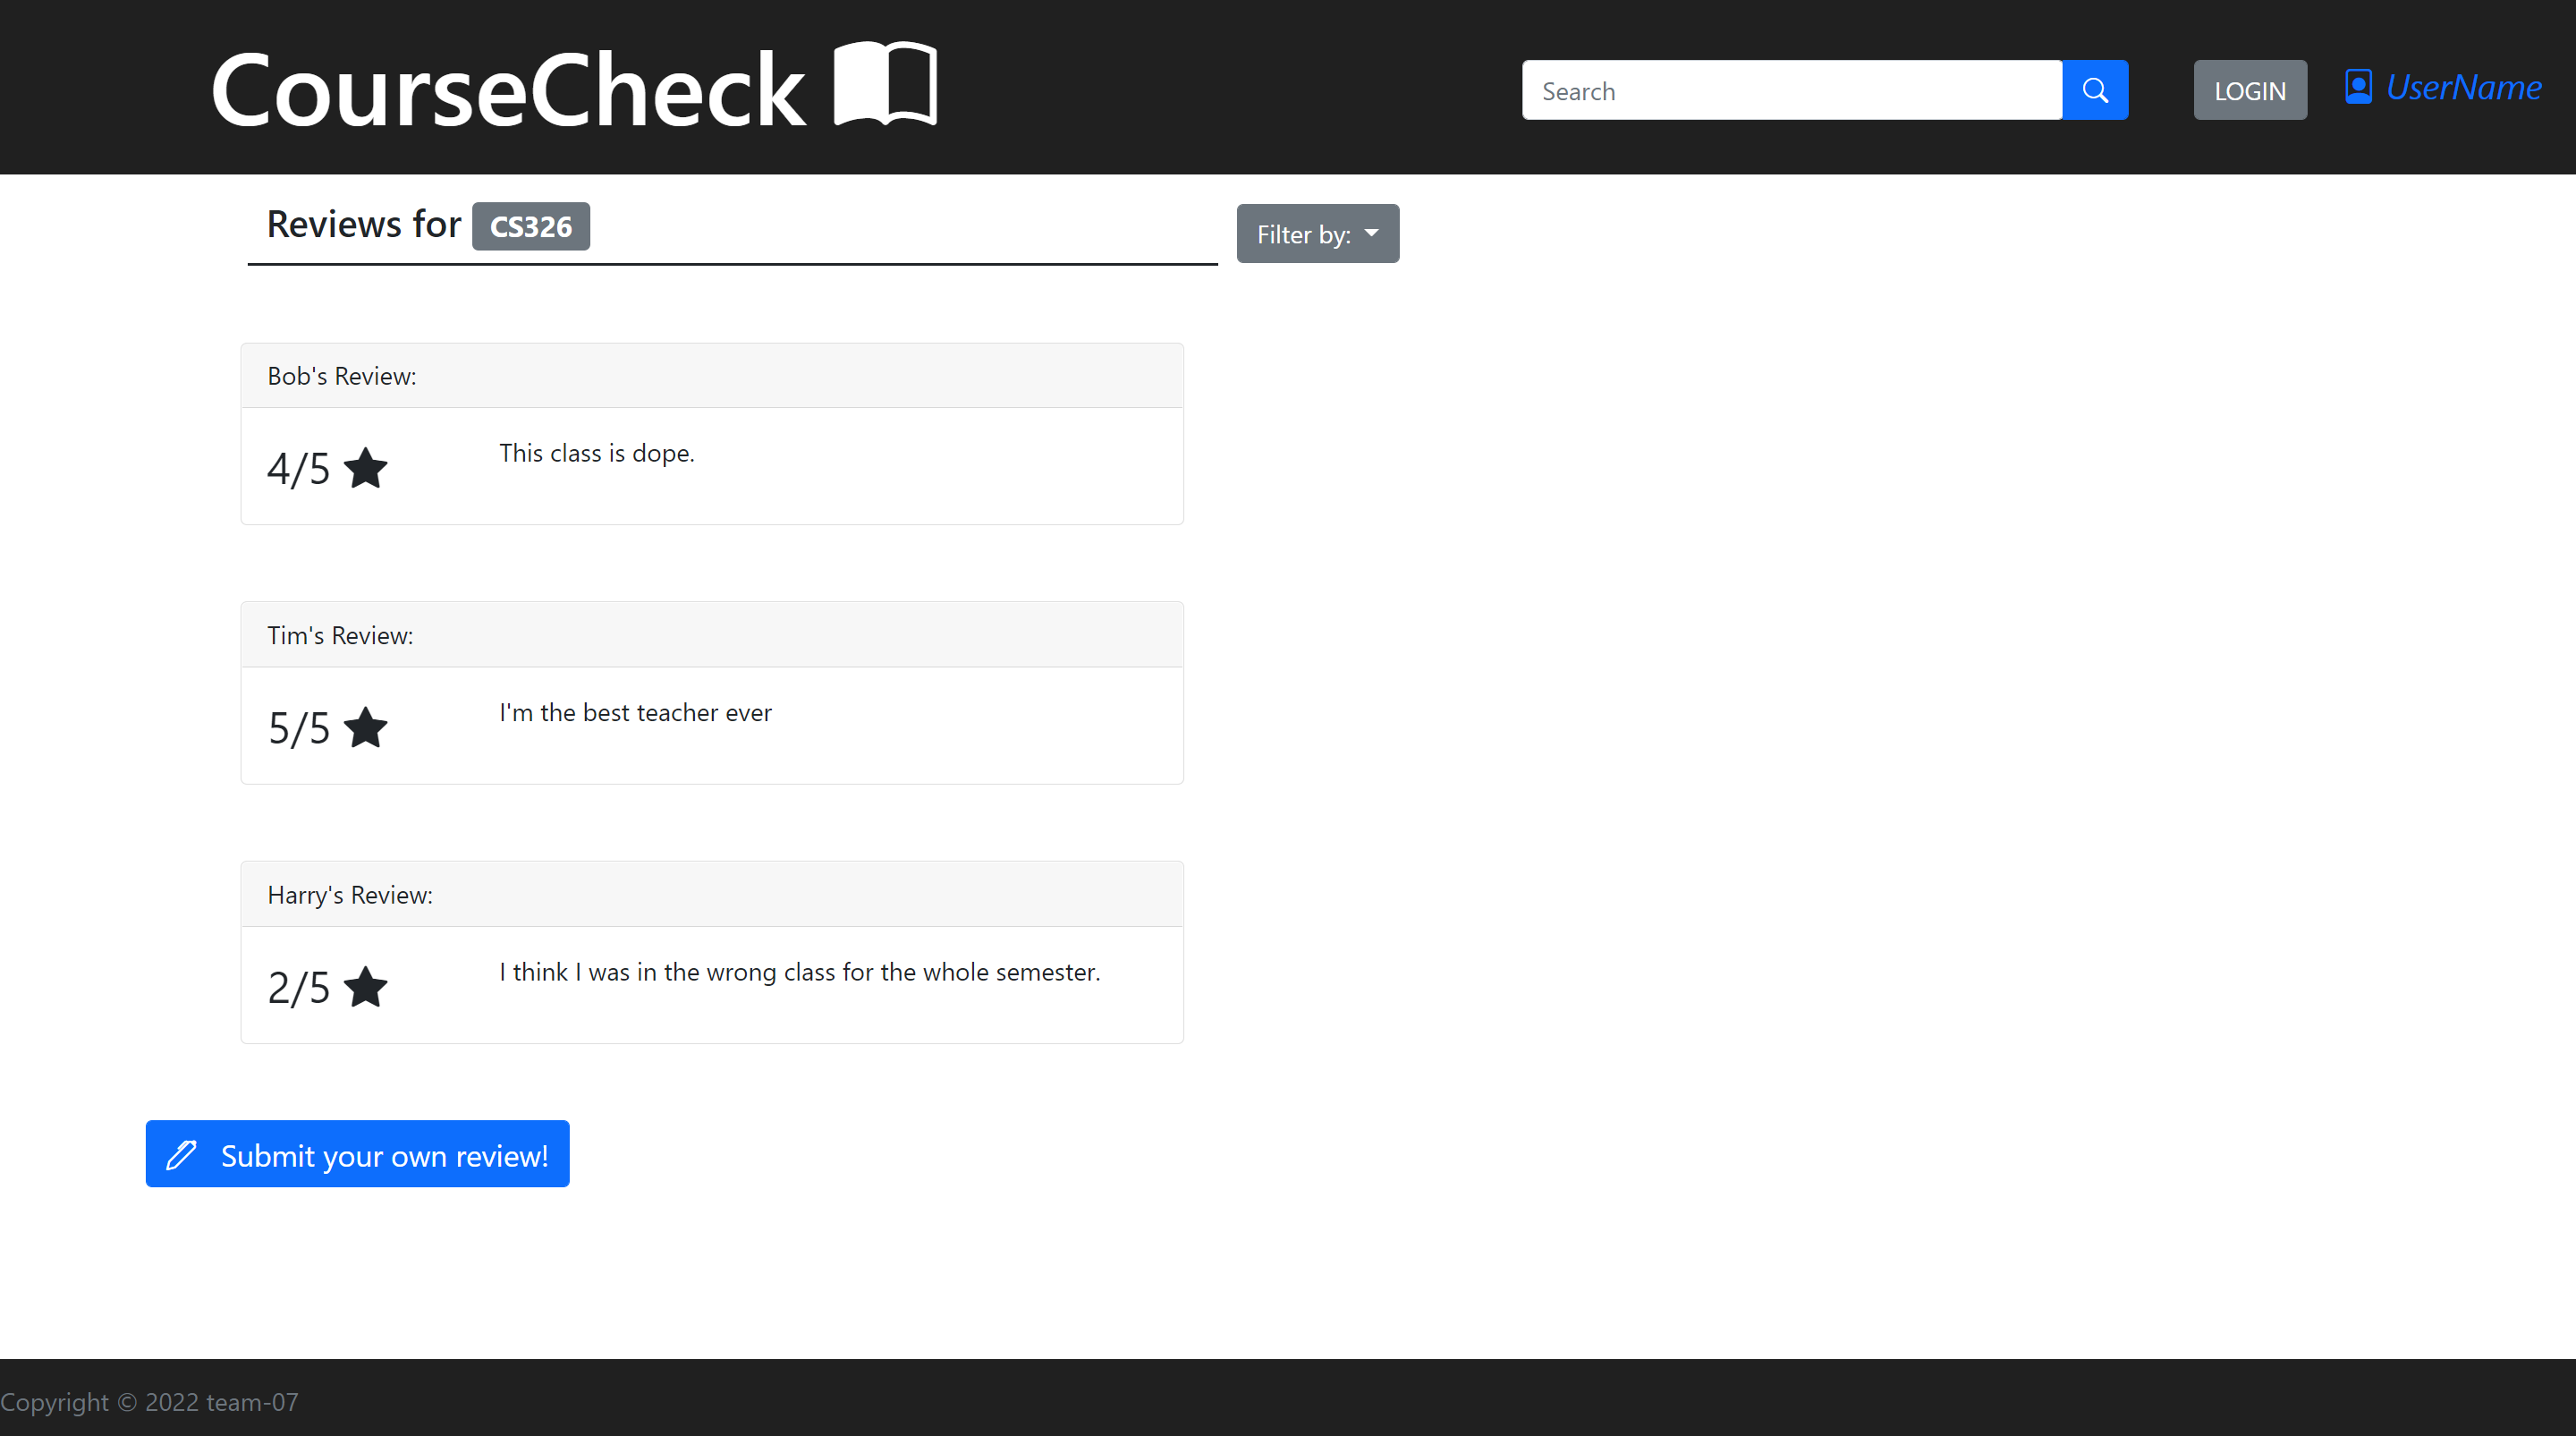 CourseCheck
Search
LOGIN
UserName
Reviews for CS326
Filter by:
Bob's Review:
4/5
This class is dope.
Tim's Review:
5/5
I'm the best teacher ever
Harry's Review:
2/5
I think I was in the wrong class for the whole semester.
Submit your own review!
Copyright © 2022 team-07